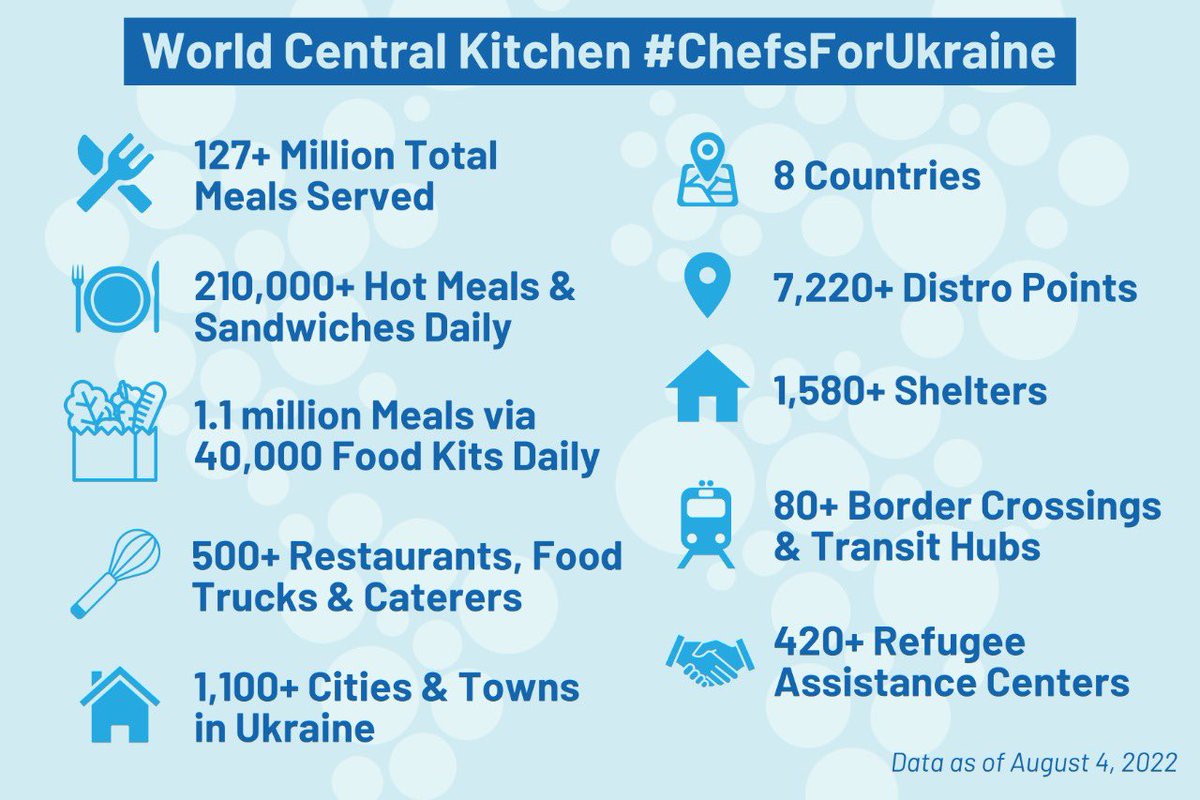 World Central Kitchen #ChefsForUkraine
127+ Million Total
Meals Served
210,000+ Hot Meals &
Sandwiches Daily
1.1 million Meals via
40,000 Food Kits Daily
500+ Restaurants, Food
Trucks & Caterers
1,100+ Cities & Towns
in Ukraine
8 Countries
7,220+ Distro Points
1,580+ Shelters
80+ Border Crossings
& Transit Hubs
420+ Refugee
Assistance Centers
Data as of August 4, 2022